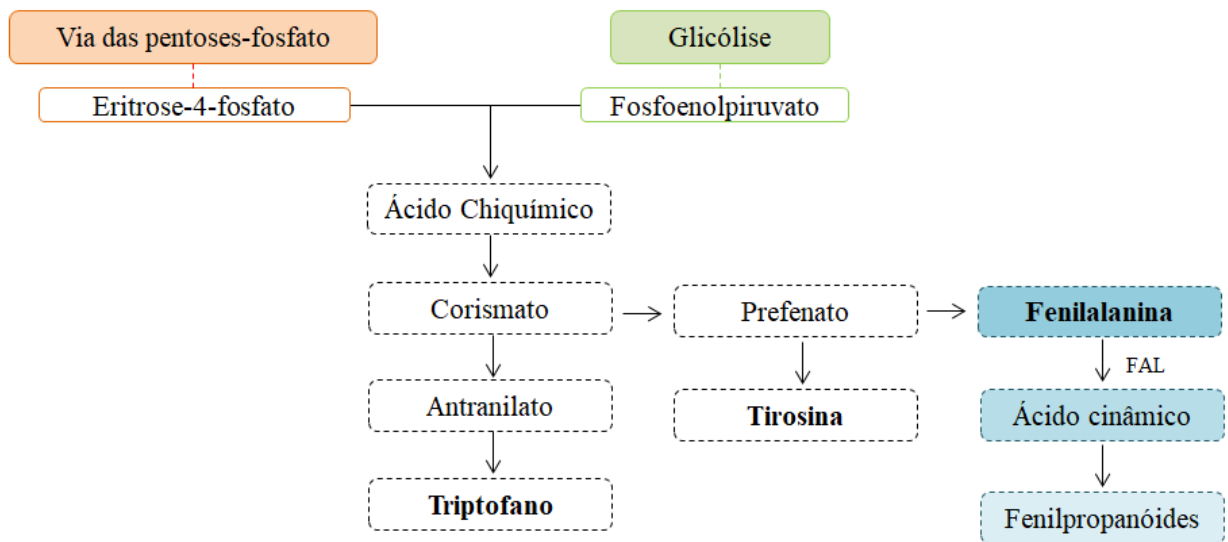 Via das pentoses-fosfato
Glicólise
Eritrose-4-fosfato
Fosfoenolpiruvato
Ácido Chiquímico
Corismato
Prefenato
Fenilalanina
FAL
Antranilato
Tirosina
Ácido cinâmico
Triptofano
Fenilpropanóides